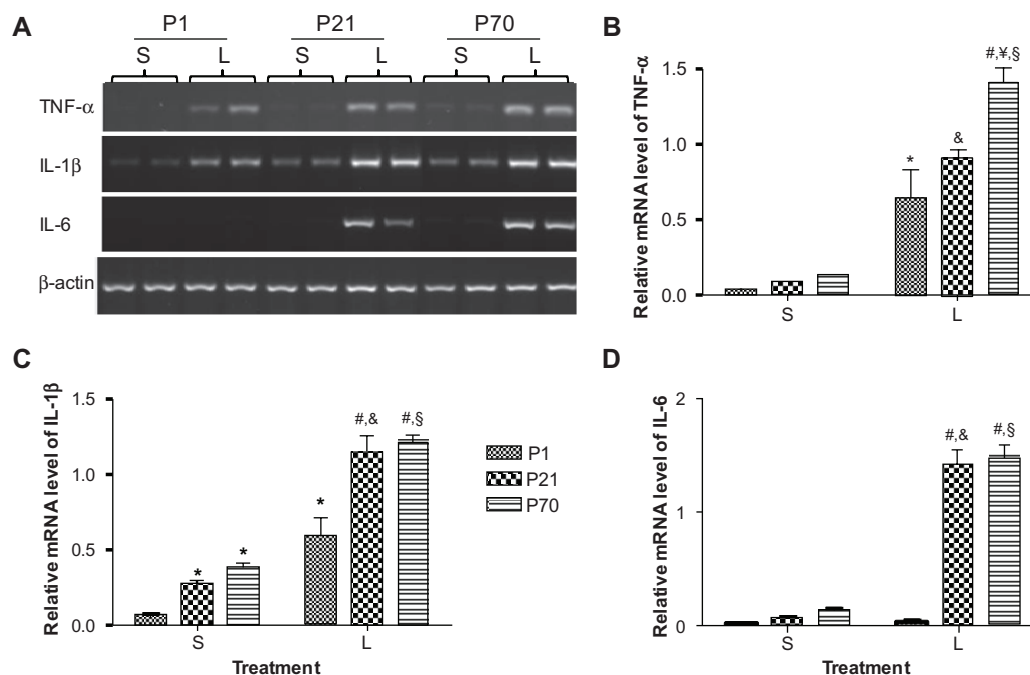 A
P1 P21 P70
S L S L S L
TNF-α
IL-1β
IL-6
β-actin
B
Relative mRNA level of TNF-α
1.5
1.0
0.5
0.0
*
&
#,¥,§
S L
C
Relative mRNA level of IL-1β
1.5
1.0
0.5
0.0
*
*
*
#,&
#,§
S L
Treatment
P1
P21
P70
D
Relative mRNA level of IL-6
2
1
0
#,&
#,§
S L
Treatment